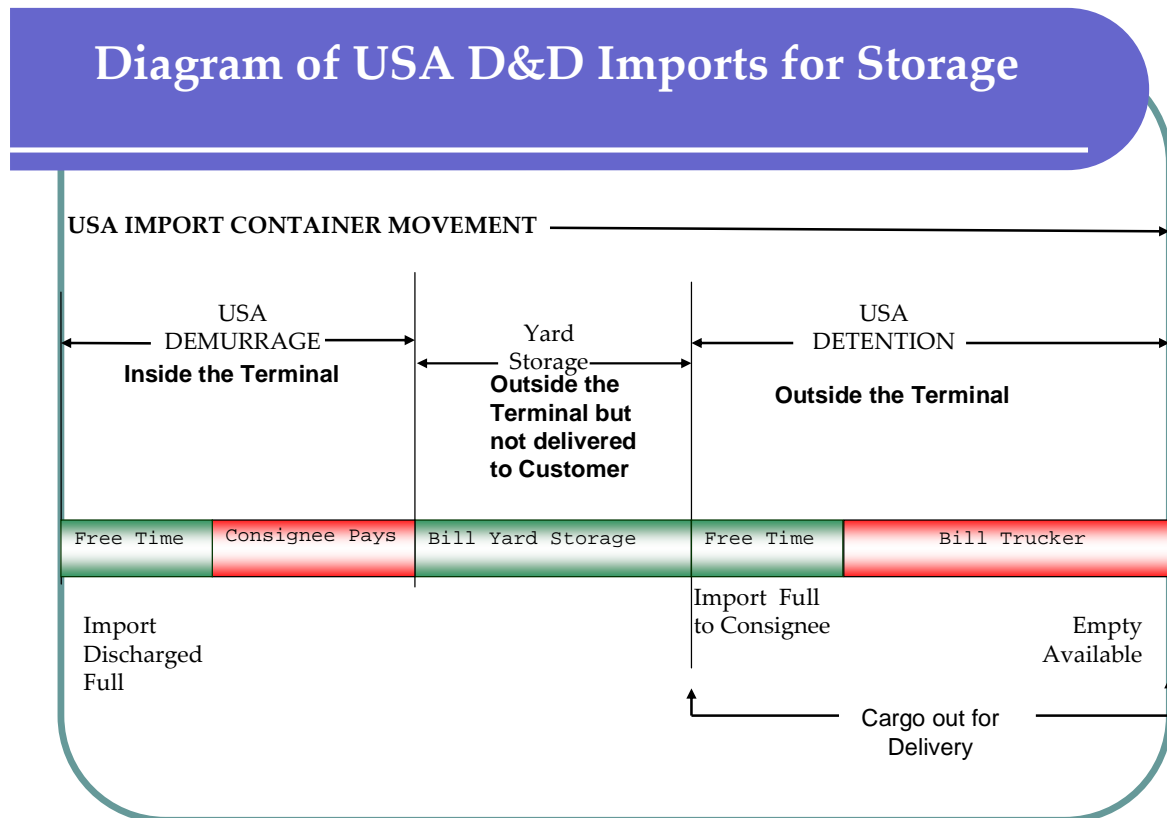 Diagram of USA D&D Imports for Storage
USA IMPORT CONTAINER MOVEMENT
USA
DEMURRAGE
Inside the Terminal
Yard
Storage
Outside the
Terminal but
not delivered
to Customer
USA
DETENTION
Outside the Terminal
Free Time
Consignee Pays
Bill Yard Storage
Free Time
Bill Trucker
Import
Discharged
Full
Import Full
to Consignee
Empty
Available
Cargo out for
Delivery